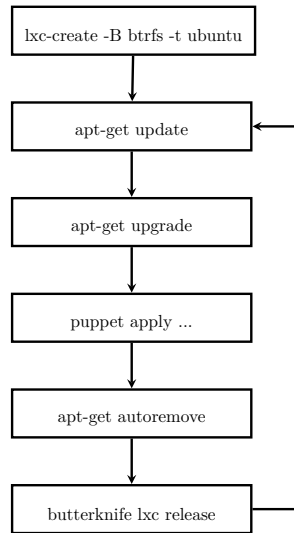 lxc-create -B btrfs -t ubuntu
apt-get update
apt-get upgrade
puppet apply ...
apt-get autoremove
butterknife lxc release